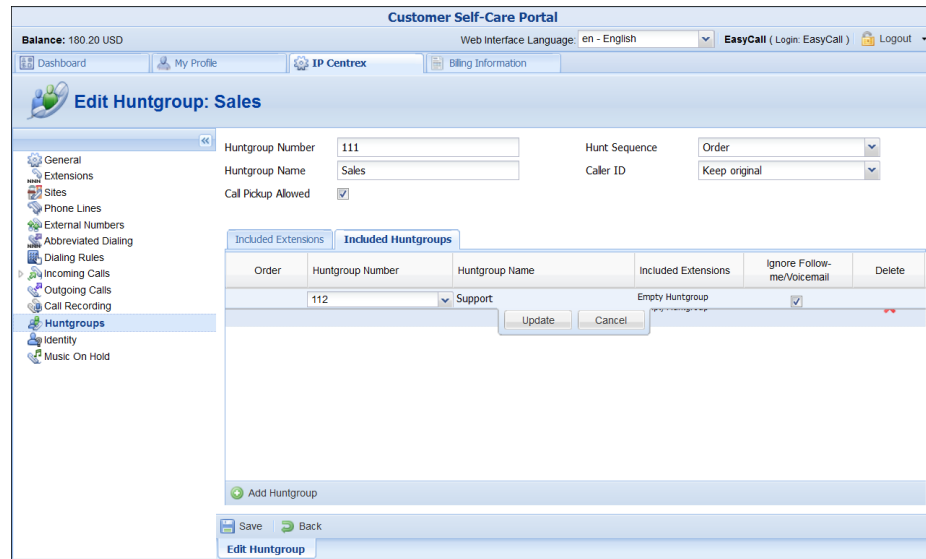 Customer Self-Care Portal
Balance: 180.20 USD
Web Interface Language: en - English
EasyCall ( Login: EasyCall ) Logout
Dashboard My Profile IP Centrex Billing Information
Edit Huntgroup: Sales
General
Extensions
Sites
Phone Lines
External Numbers
Abbreviated Dialing
Dialing Rules
Incoming Calls
Outgoing Calls
Call Recording
Huntgroups
Identity
Music On Hold
Huntgroup Number 111 Hunt Sequence Order
Huntgroup Name Sales Caller ID Keep original
Call Pickup Allowed
Included Extensions Included Huntgroups
Order Huntgroup Number Huntgroup Name Included Extensions Ignore Follow-
me/Voicemail Delete
112 Support Empty Huntgroup
Update Cancel
Add Huntgroup
Save Back
Edit Huntgroup